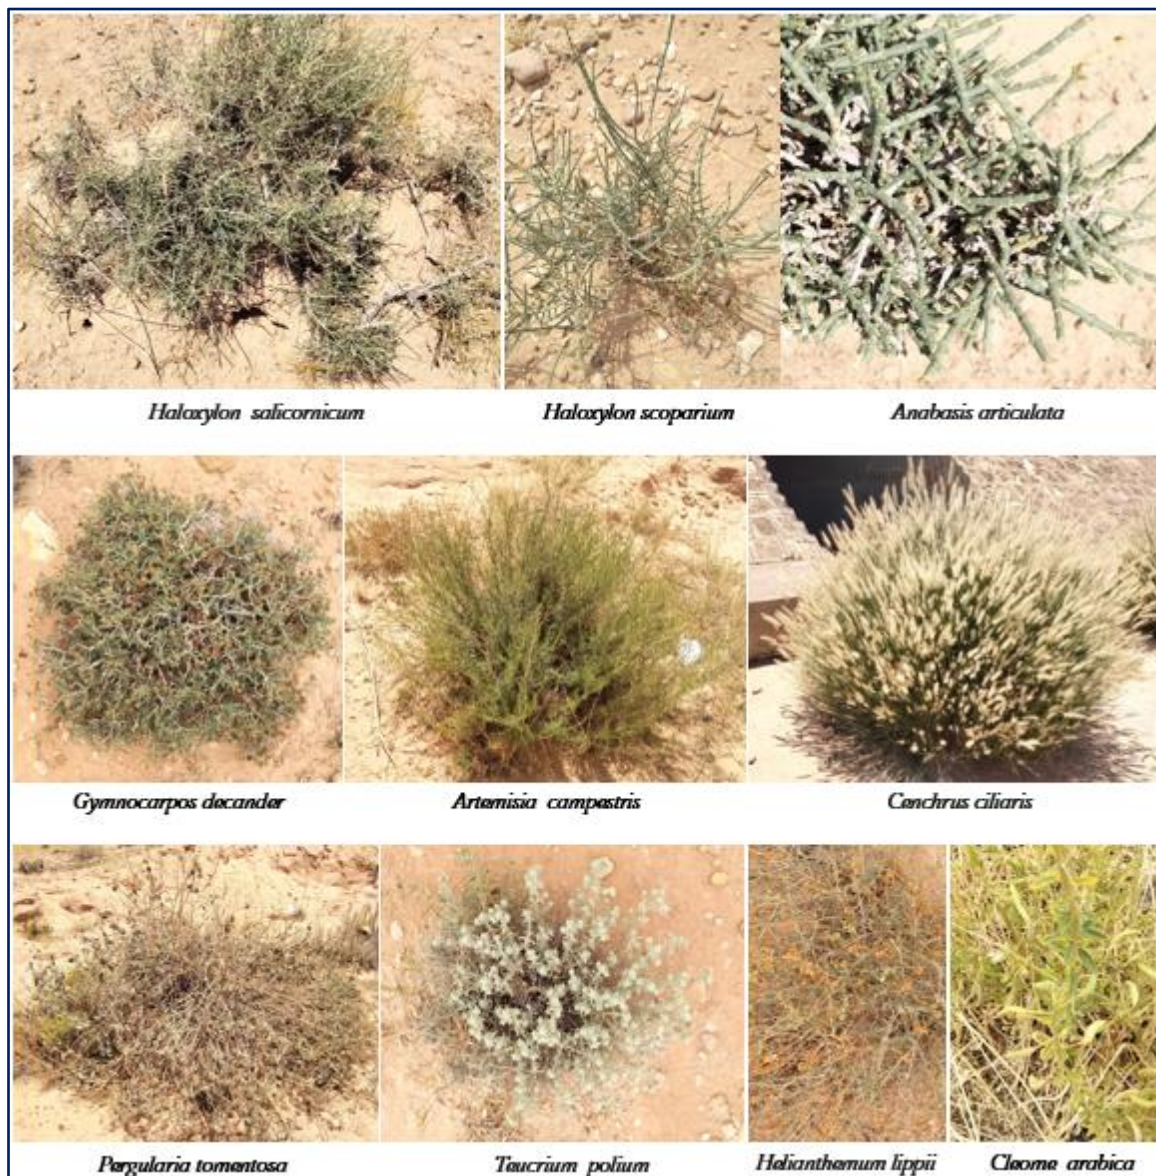 Haloxylon salicornicum
Haloxylon scoparium
Anabasis articulata
Gymnocarpos decander
Artemisia campestris
Cenchrus ciliaris
Pergularia tomentosa
Teucrium polium
Helianthemum lippii
Cleome arabica